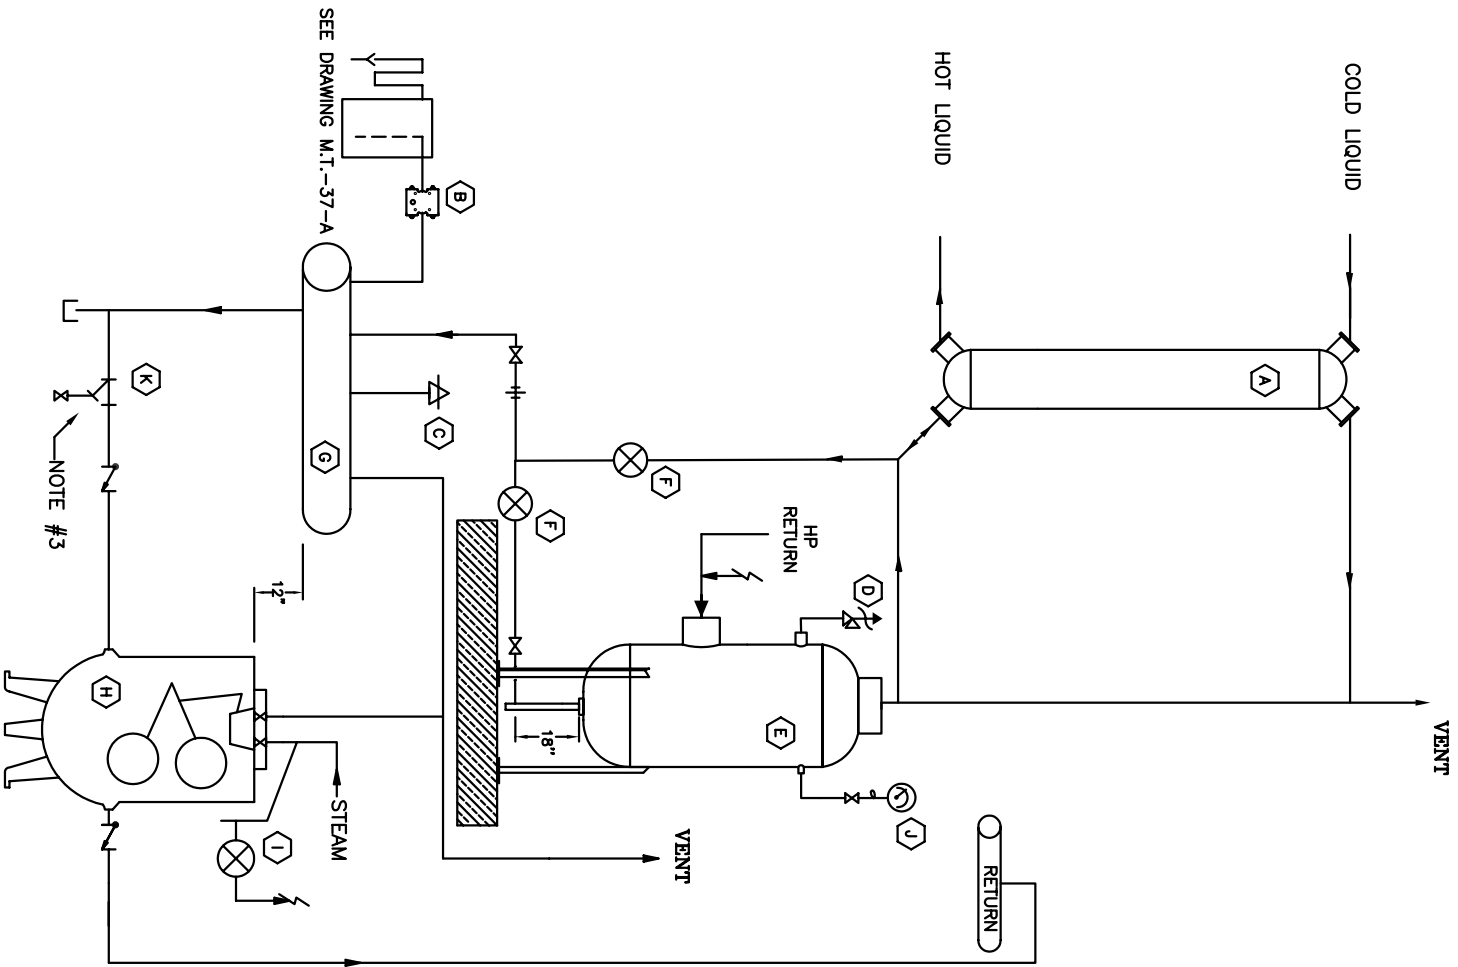 COLD LIQUID
HOT LIQUID
SEE DRAWING M.T.-37-A
VENT
A
B
C
D
E
F
F
G
H
I
J
K
HP
RETURN
NOTE #3
12"
18"
STEAM
VENT
RETURN